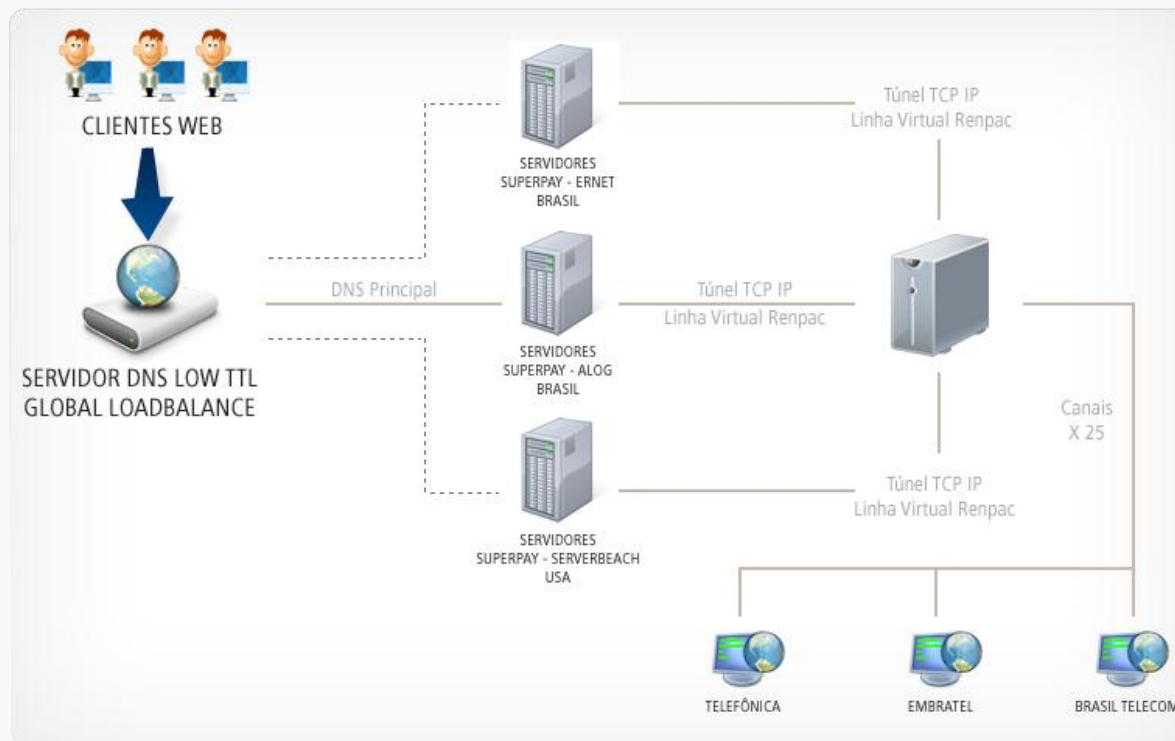 CLIENTES WEB
SERVIDOR DNS LOW TTL
GLOBAL LOADBALANCE
DNS Principal
SERVIDORES
SUPERPAY - ERNET
BRASIL
SERVIDORES
SUPERPAY - ALOG
BRASIL
SERVIDORES
SUPERPAY - SERVERBEACH
USA
Túnel TCP IP
Linha Virtual Renpac
Túnel TCP IP
Linha Virtual Renpac
Túnel TCP IP
Linha Virtual Renpac
Canais
X 25
TELEFÔNICA
EMBRATEL
BRASIL TELECOM